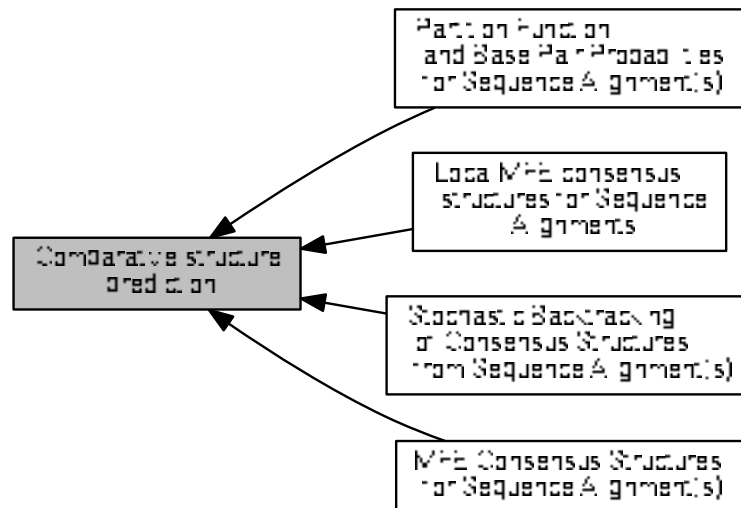 Partition Function
and Base Pair Probabilities
for Sequence Alignment(s)
Local MFE consensus
structures for Sequence
Alignments
Comparative structure
prediction
Stochastic Backtracking
of Consensus Structures
from Sequence Alignment(s)
MFE Consensus Structures
for Sequence Alignment(s)